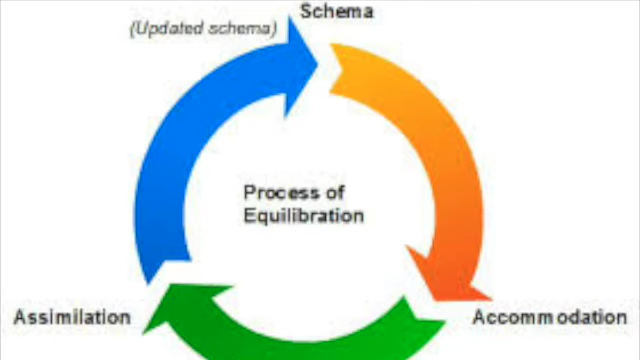 Schema
(Updated schema)
Process of
Equilibration
Assimilation
Accommodation